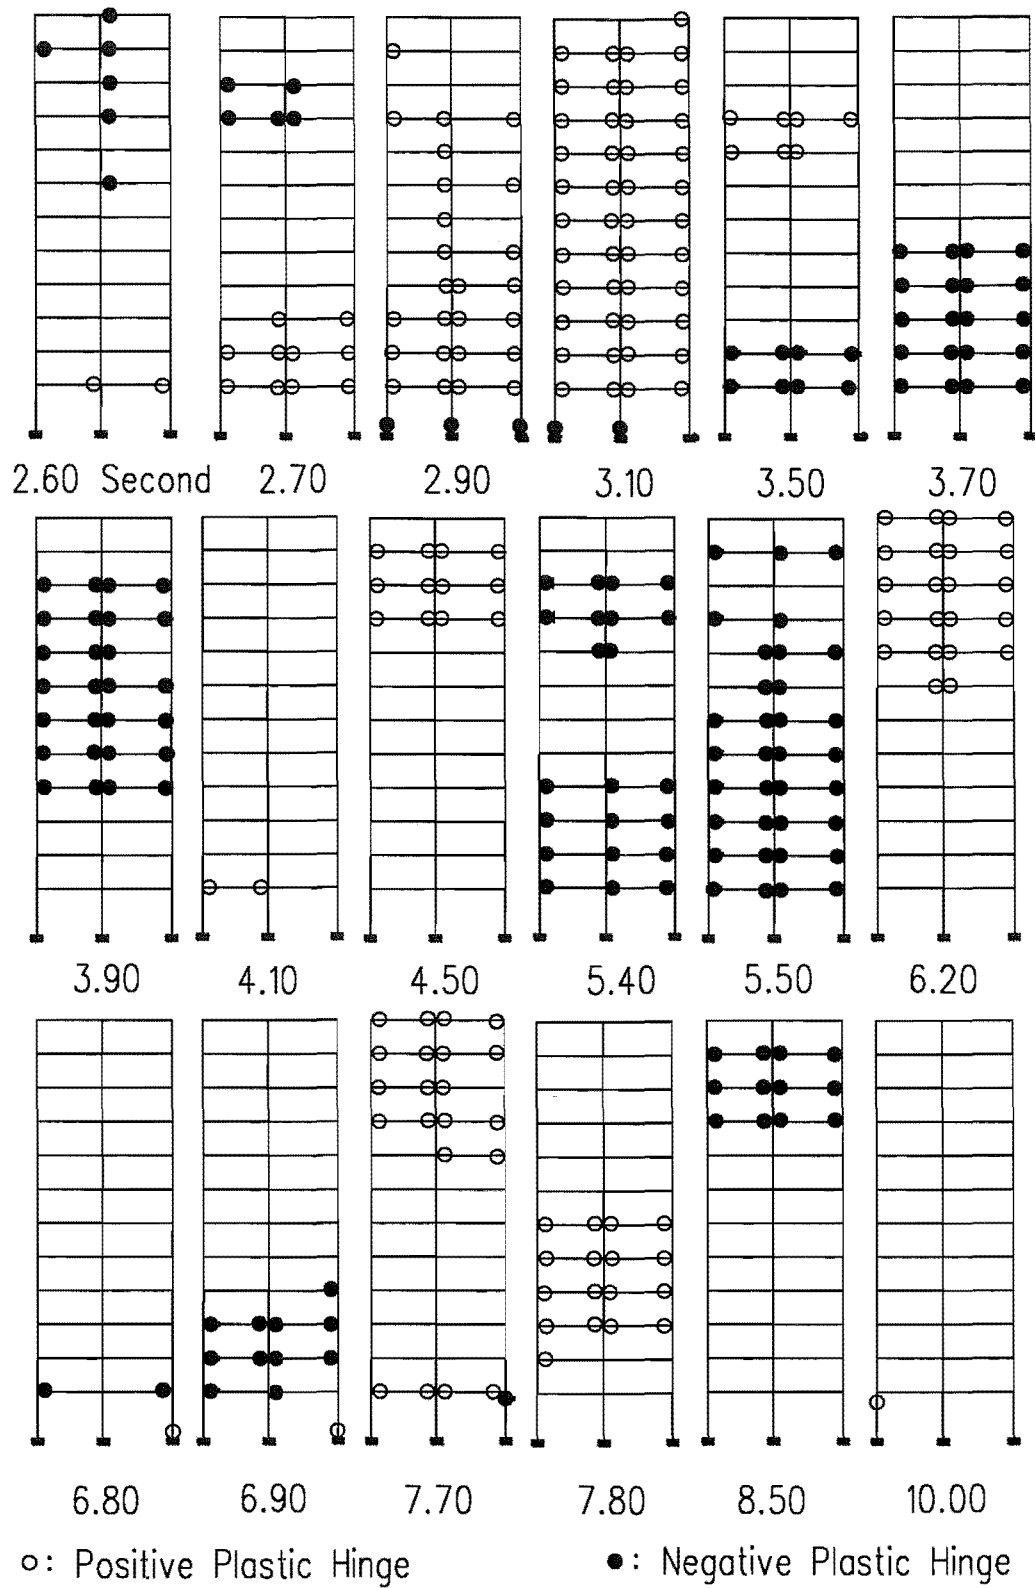 2.60 Second 2.70 2.90 3.10 3.50 3.70
3.90 4.10 4.50 5.40 5.50 6.20
6.80 6.90 7.70 7.80 8.50 10.00
○: Positive Plastic Hinge ●: Negative Plastic Hinge